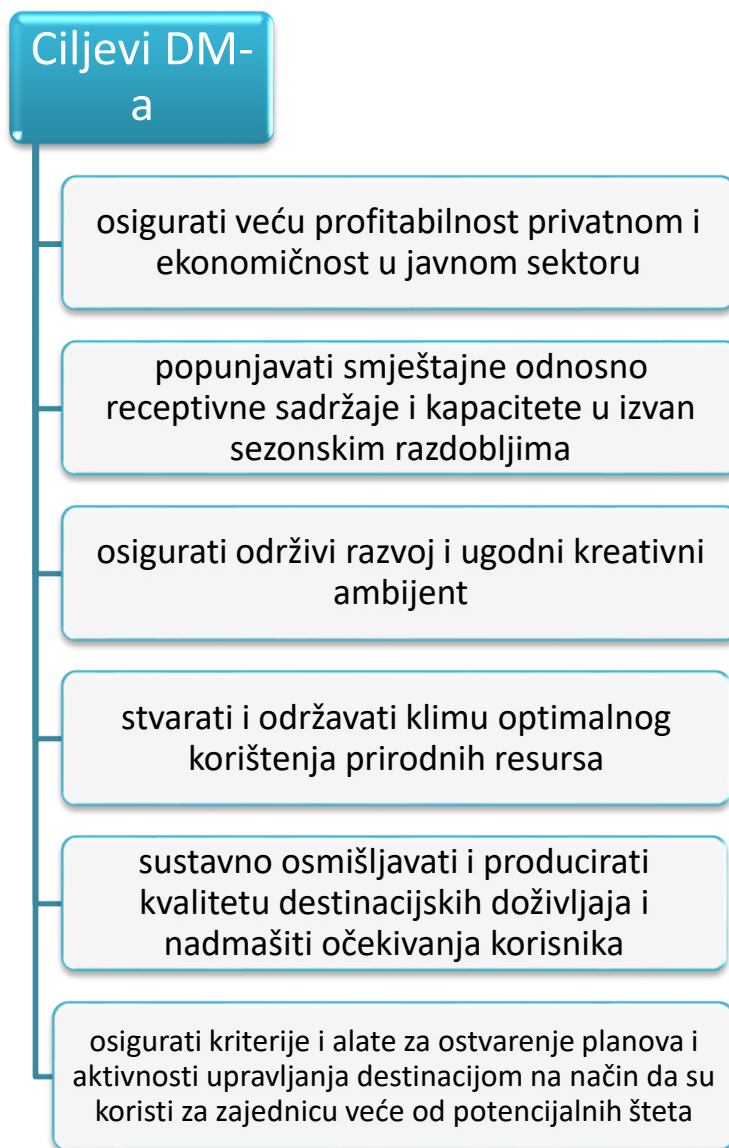 Ciljevi DM-
a
osigurati veću profitabilnost privatnom i
ekonomičnost u javnom sektoru
popunjavati smještajne odnosno
receptivne sadržaje i kapacitete u izvan
sezonskim razdobljima
osigurati održivi razvoj i ugodni kreativni
ambijent
stvarati i održavati klimu optimalnog
korištenja prirodnih resursa
sustavno osmišljavati i producirati
kvalitetu destinacijskih doživljaja i
nadmašiti očekivanja korisnika
osigurati kriterije i alate za ostvarenje planova i
aktivnosti upravljanja destinacijom na način da su
koristi za zajednicu veće od potencijalnih šteta